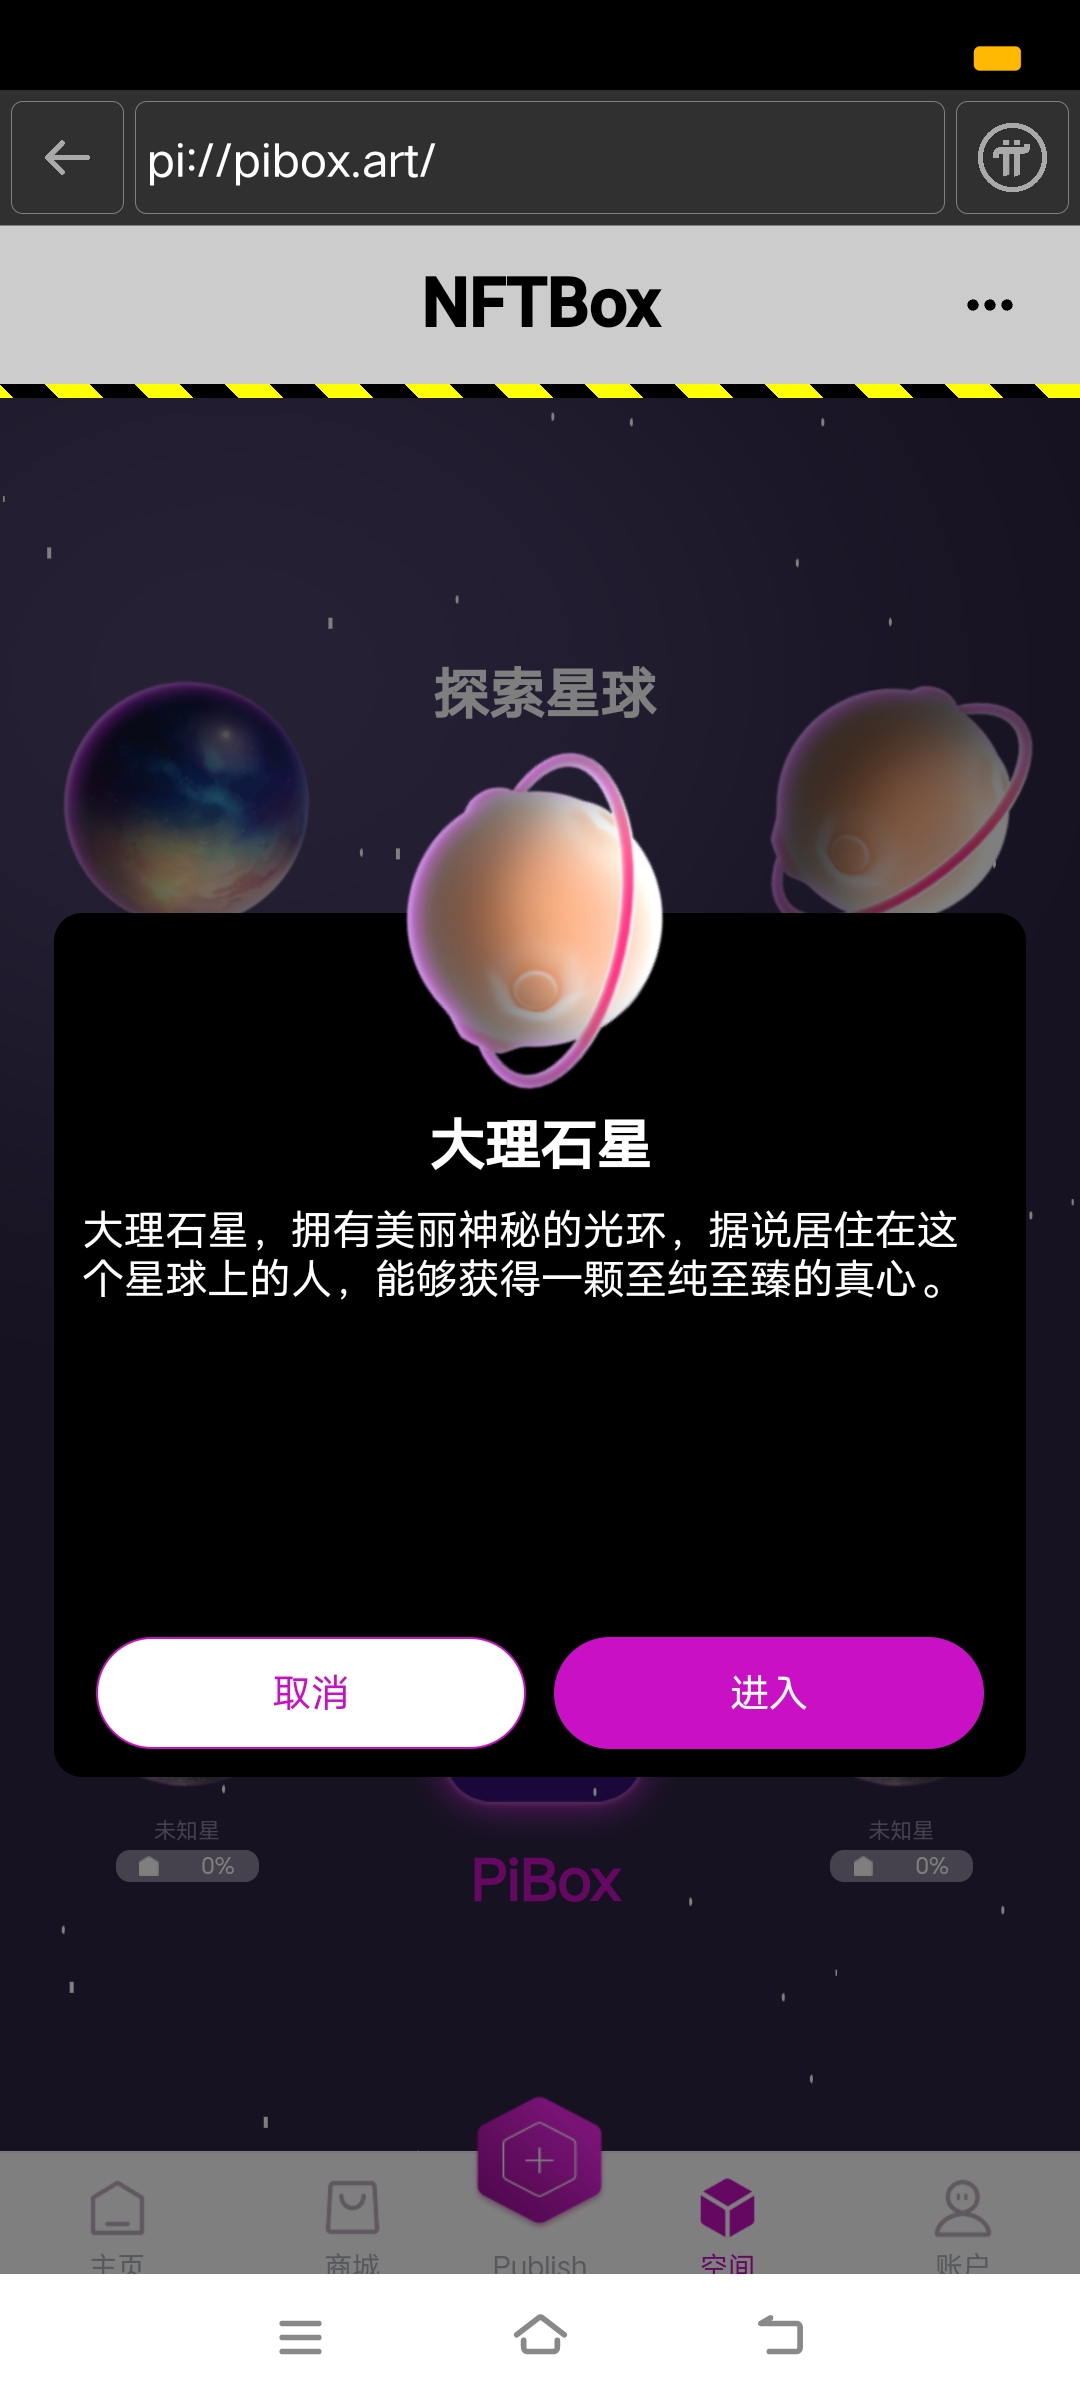 pi://pibox.art/
NFTBox
探索星球
大理石星
大理石星，拥有美丽神秘的光环，据说居住在这
个星球上的人，能够获得一颗至纯至臻的真心。
取消
进入
未知星
未知星
0%
0%
PiBox
主页
商城
Publish
空间
账户